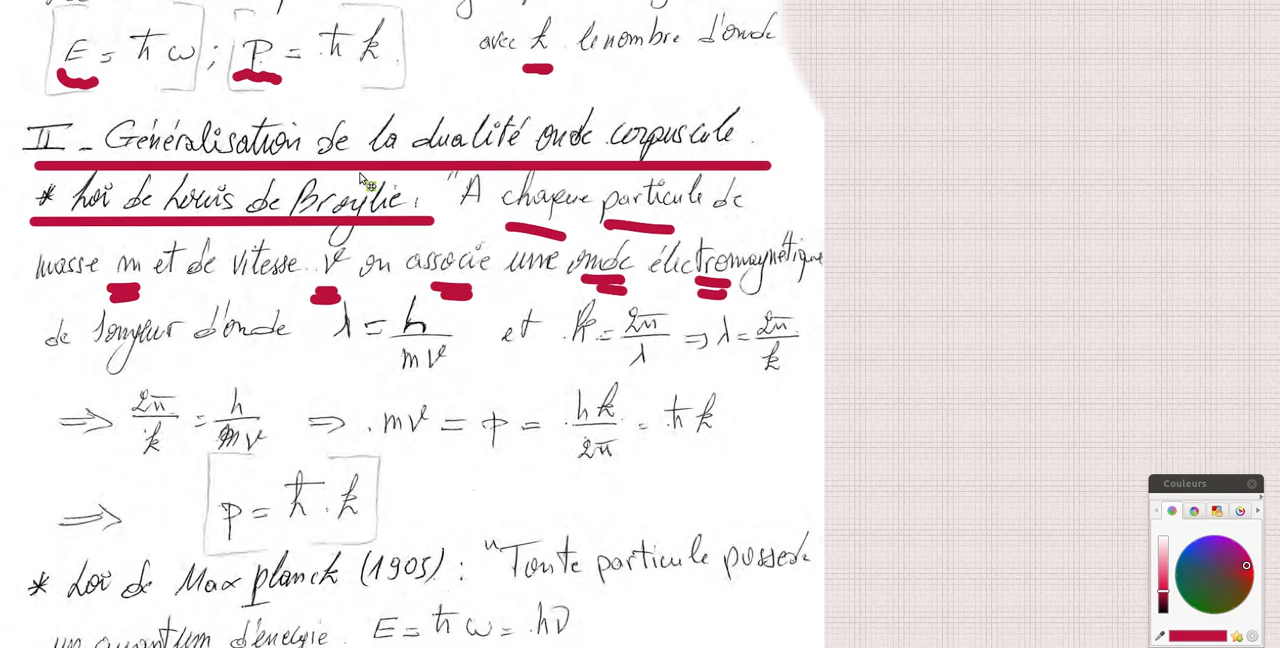 E = ħω ; p = ħk. avec k le nombre d'onde
II - Généralisation de la dualité onde corpuscule.
* Loi de Louis de Broglie : "A chaque particule de
masse m et de vitesse v on associe une onde électromagnétique
de longueur d'onde λ = h/mv et k = 2π/λ ⇒ λ = 2π/k
⇒ 2π/k = h/mv ⇒ mv = p = hk/2π = ħk
⇒ p = ħ.k
* Loi de Max planck (1905) : "Toute particule possede
un quantum d'énergie. E = ħω = hν
Couleurs